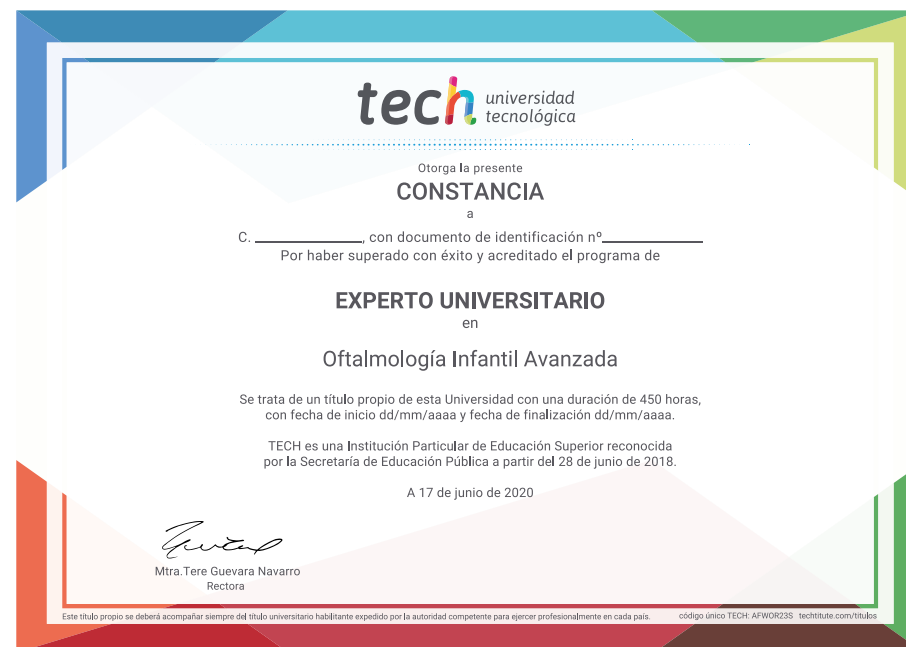 tech universidad
tecnológica
Otorga la presente
CONSTANCIA
a
C. ____________, con documento de identificación nº____________
Por haber superado con éxito y acreditado el programa de
EXPERTO UNIVERSITARIO
en
Oftalmología Infantil Avanzada
Se trata de un título propio de esta Universidad con una duración de 450 horas,
con fecha de inicio dd/mm/aaaa y fecha de finalización dd/mm/aaaa.
TECH es una Institución Particular de Educación Superior reconocida
por la Secretaría de Educación Pública a partir del 28 de junio de 2018.
A 17 de junio de 2020
Mtra.Tere Guevara Navarro
Rectora
Este título propio se deberá acompañar siempre del título universitario habilitante expedido por la autoridad competente para ejercer profesionalmente en cada país. código único TECH: AFWOR23S techtitute.com/titulos